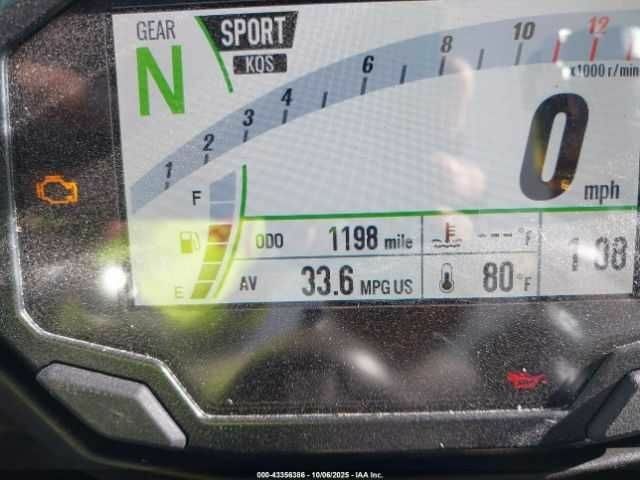 GEAR
N
SPORT
KQS
1 2 3 4 6 8 10 12
x1000 r/min
0 mph
F
E
ODO 1198 mile
--- °F
AV 33.6 MPG US
80 °F
000-43356386 - 10/06/2025 - IAA Inc.